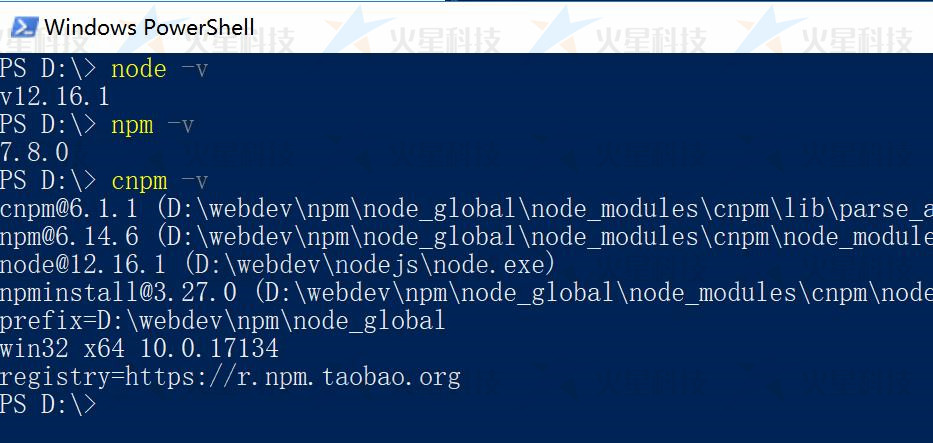 Windows PowerShell
火星科技 火星科技 火星科技
PS D:\> node -v
v12.16.1
PS D:\> npm -v
7.8.0
PS D:\> cnpm -v
cnpm@6.1.1 (D:\webdev\npm\node_global\node_modules\cnpm\lib\parse_a
npm@6.14.6 (D:\webdev\npm\node_global\node_modules\cnpm\node_module
node@12.16.1 (D:\webdev\nodejs\node.exe)
npminstall@3.27.0 (D:\webdev\npm\node_global\node_modules\cnpm\node
prefix=D:\webdev\npm\node_global
win32 x64 10.0.17134
registry=https://r.npm.taobao.org
PS D:\>